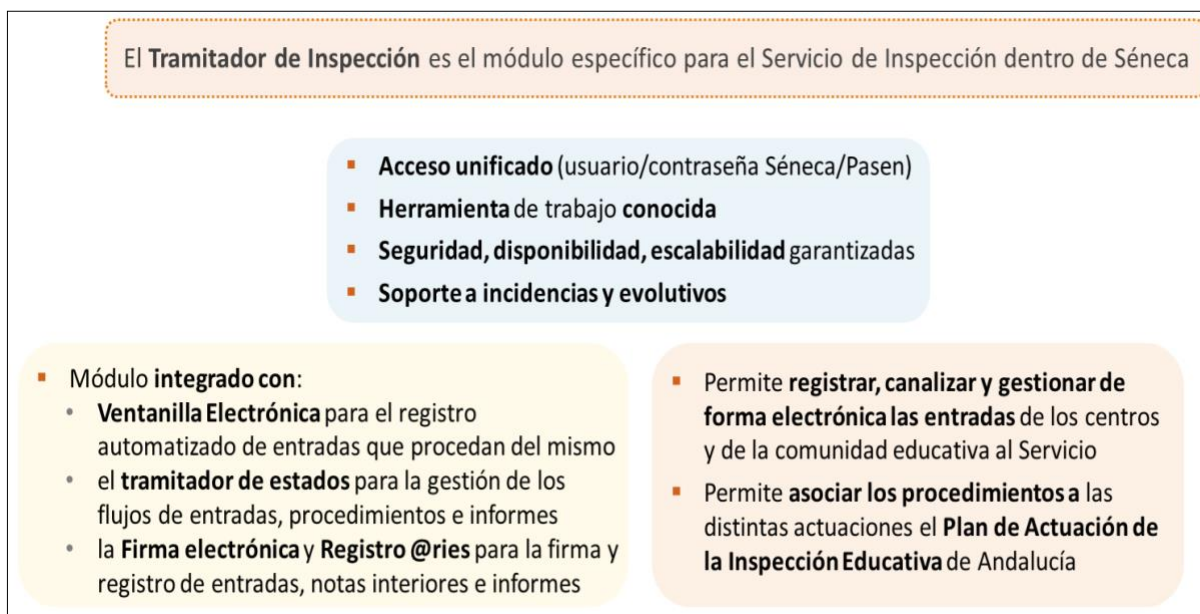 El Tramitador de Inspección es el módulo específico para el Servicio de Inspección dentro de Séneca
▪ Acceso unificado (usuario/contraseña Séneca/Pasen)
▪ Herramienta de trabajo conocida
▪ Seguridad, disponibilidad, escalabilidad garantizadas
▪ Soporte a incidencias y evolutivos
▪ Módulo integrado con:
• Ventanilla Electrónica para el registro
automatizado de entradas que procedan del mismo
• el tramitador de estados para la gestión de los
flujos de entradas, procedimientos e informes
• la Firma electrónica y Registro @ries para la firma y
registro de entradas, notas interiores e informes
▪ Permite registrar, canalizar y gestionar de
forma electrónica las entradas de los centros
y de la comunidad educativa al Servicio
▪ Permite asociar los procedimientos a las
distintas actuaciones el Plan de Actuación de
la Inspección Educativa de Andalucía